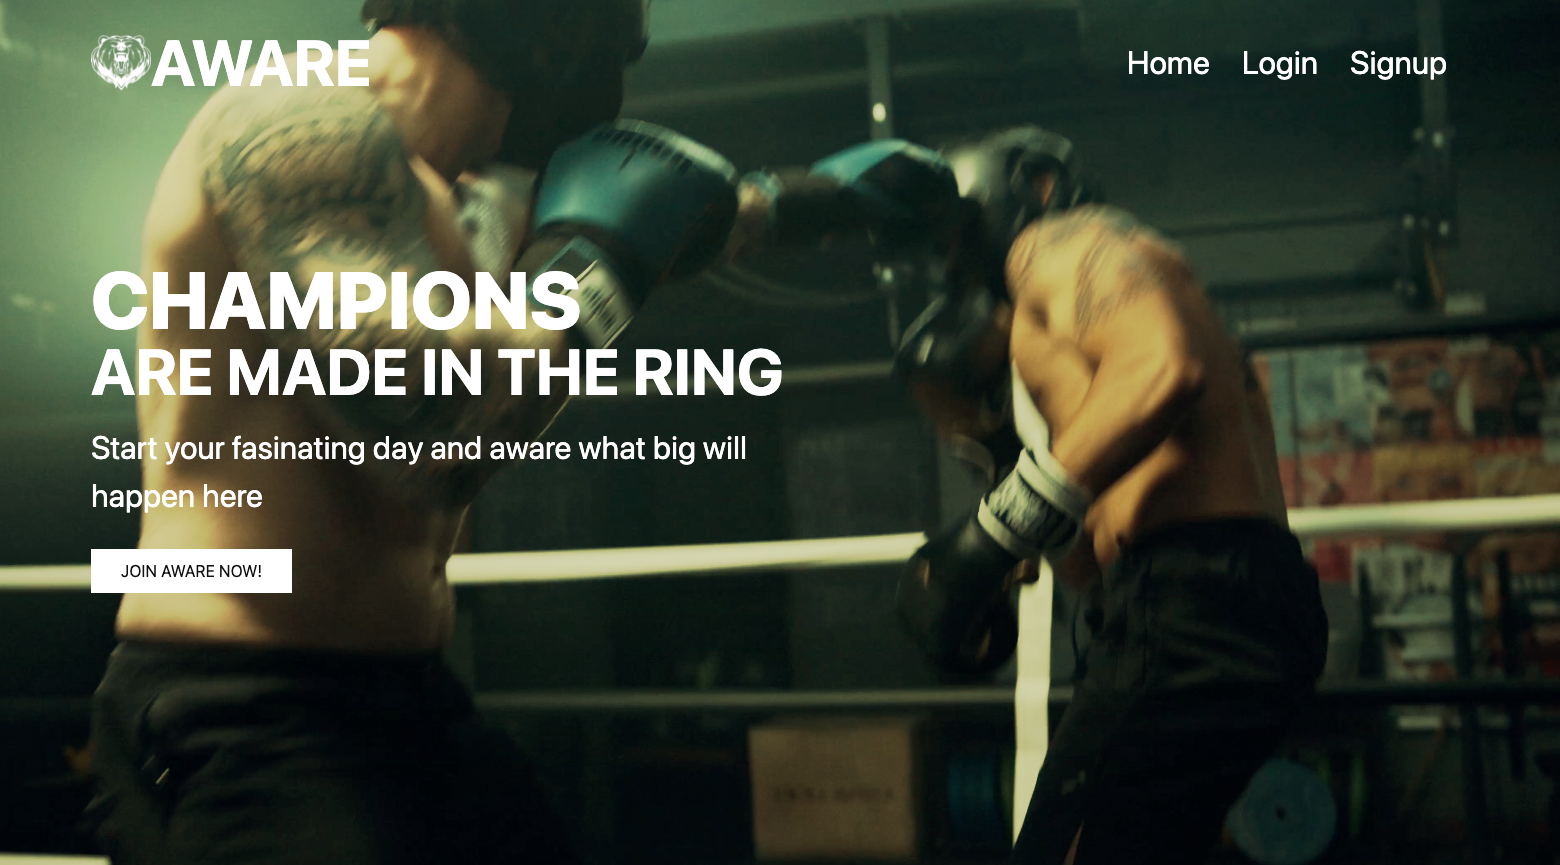 AWARE
Home Login Signup
CHAMPIONS
ARE MADE IN THE RING
Start your fasinating day and aware what big will
happen here
JOIN AWARE NOW!